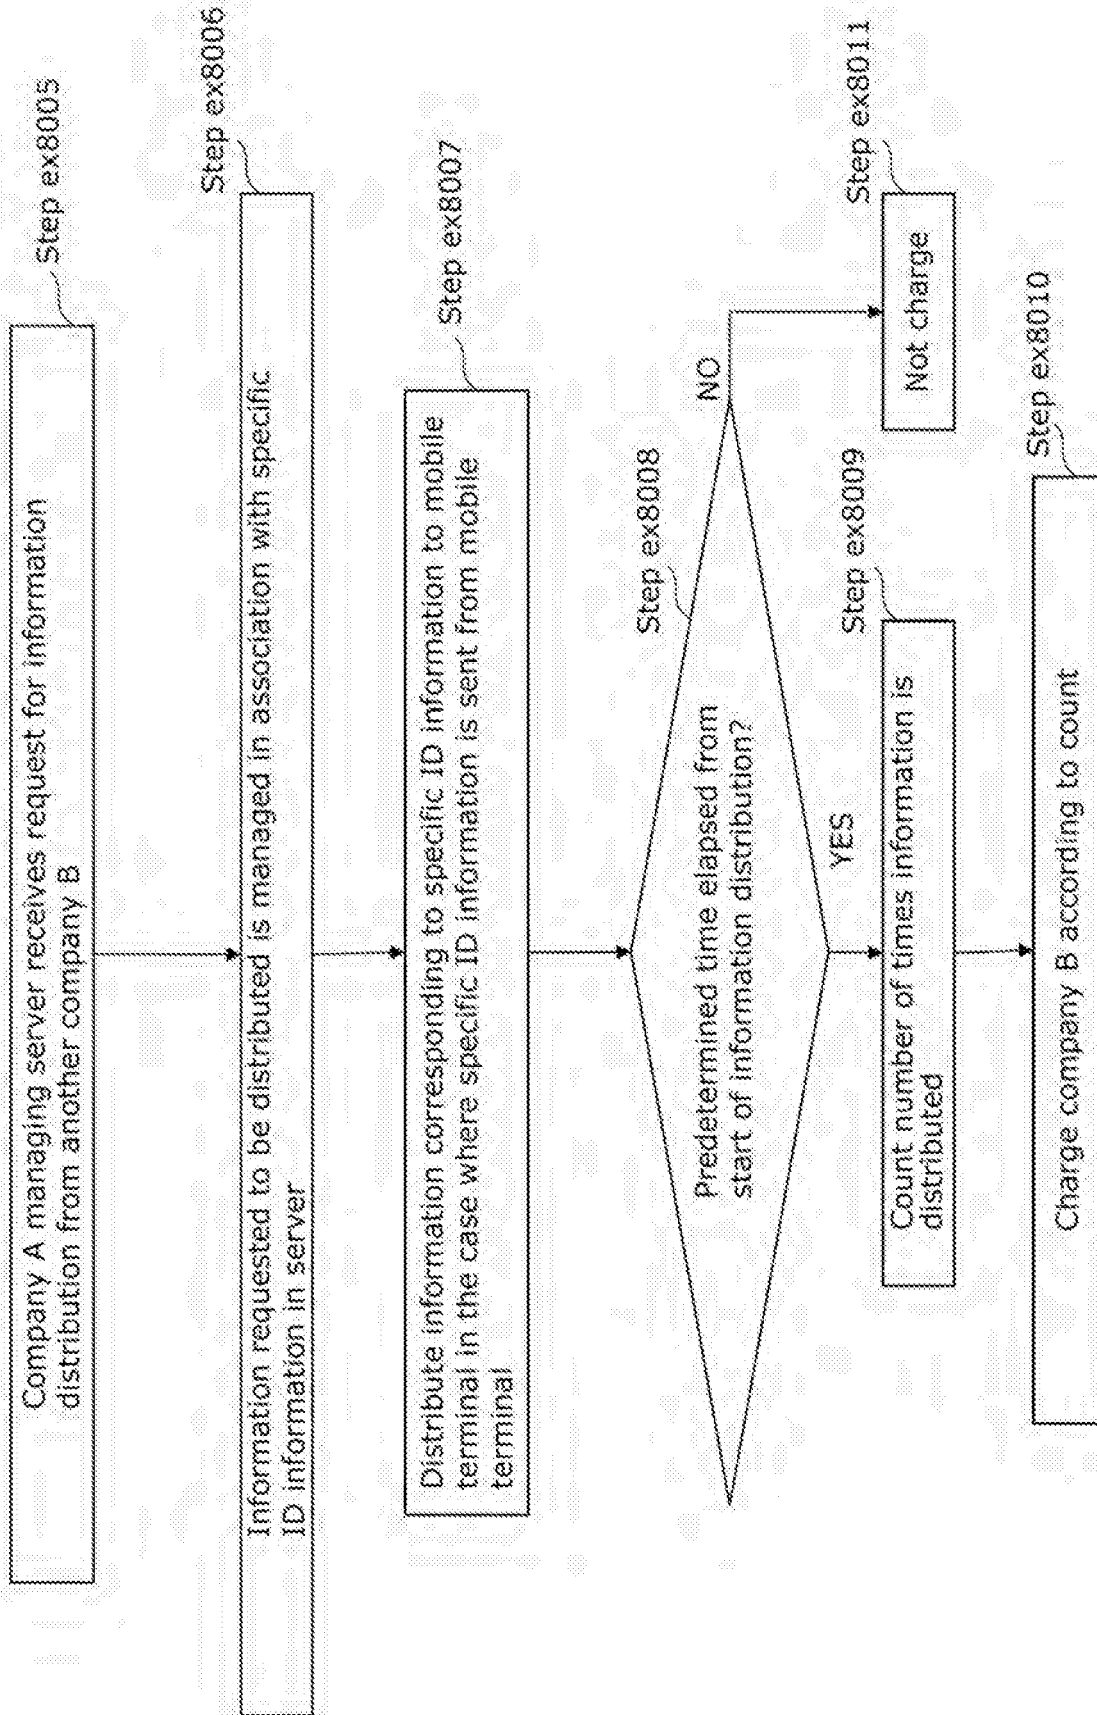 Company A managing server receives request for information
distribution from another company B
Step ex8005
Information requested to be distributed is managed in association with specific
ID information in server
Step ex8006
Distribute information corresponding to specific ID information to mobile
terminal in the case where specific ID information is sent from mobile
terminal
Step ex8007
Predetermined time elapsed from
start of information distribution?
Step ex8008
NO
YES
Count number of times information is
distributed
Step ex8009
Not charge
Step ex8011
Charge company B according to count
Step ex8010